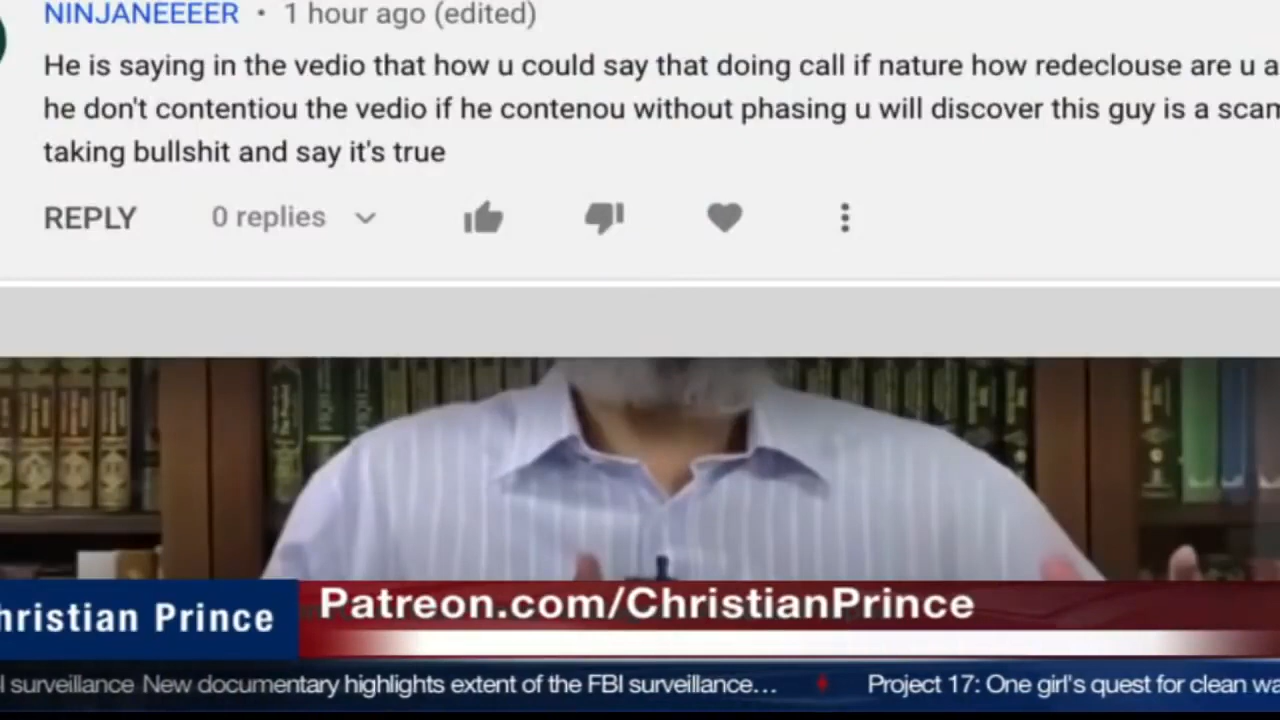 NINJANEEEER • 1 hour ago (edited)
He is saying in the vedio that how u could say that doing call if nature how redeclouse are u a
he don't contentiou the vedio if he contenou without phasing u will discover this guy is a scan
taking bullshit and say it's true
REPLY 0 replies
hristian Prince
Patreon.com/ChristianPrince
I surveillance New documentary highlights extent of the FBI surveillance... Project 17: One girl's quest for clean wa